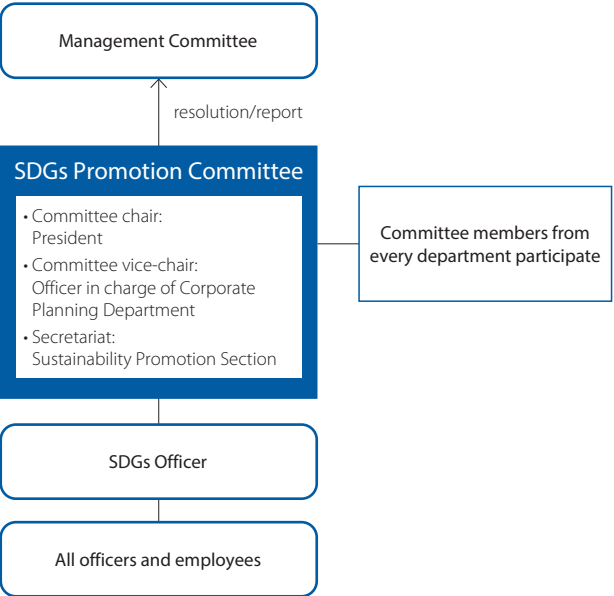 Management Committee
resolution/report
SDGs Promotion Committee
• Committee chair:
President
• Committee vice-chair:
Officer in charge of Corporate
Planning Department
• Secretariat:
Sustainability Promotion Section
Committee members from
every department participate
SDGs Officer
All officers and employees